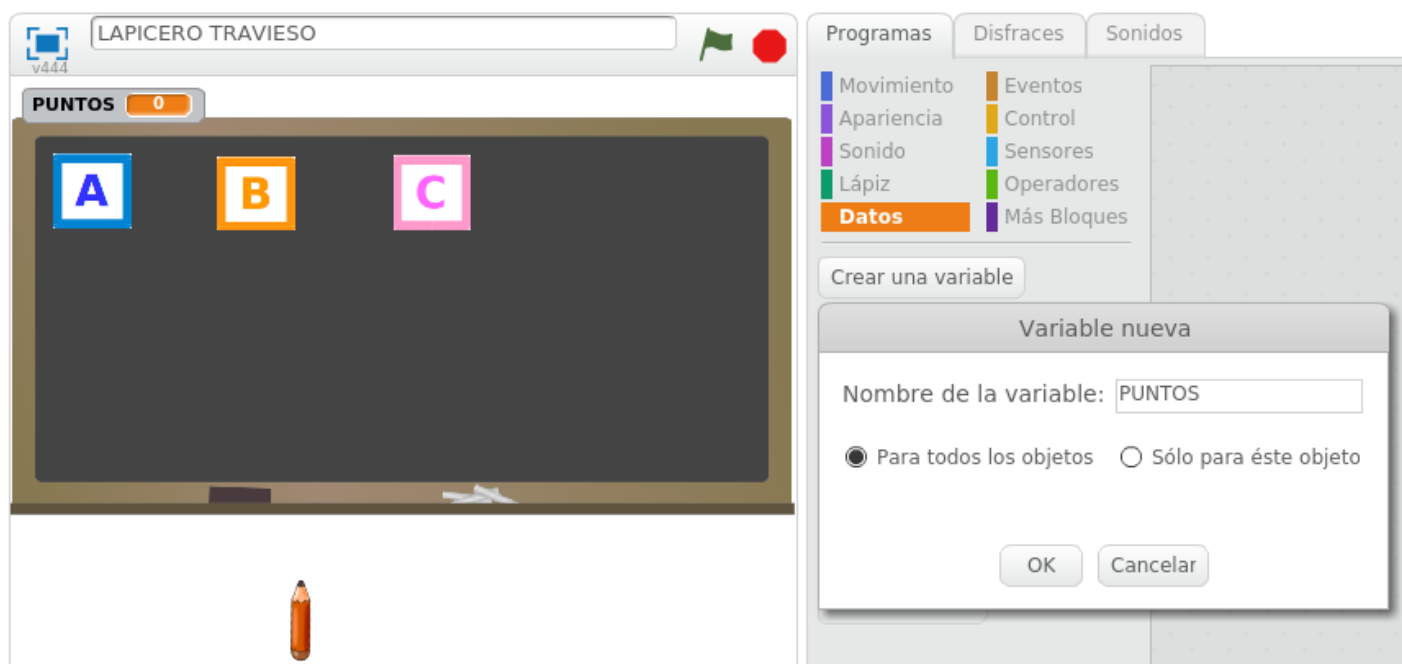 LAPICERO TRAVIESO
v444
PUNTOS 0
A B C
Programas Disfraces Sonidos
Movimiento Eventos
Apariencia Control
Sonido Sensores
Lápiz Operadores
Datos Más Bloques
Crear una variable
Variable nueva
Nombre de la variable: PUNTOS
Para todos los objetos Sólo para éste objeto
OK Cancelar